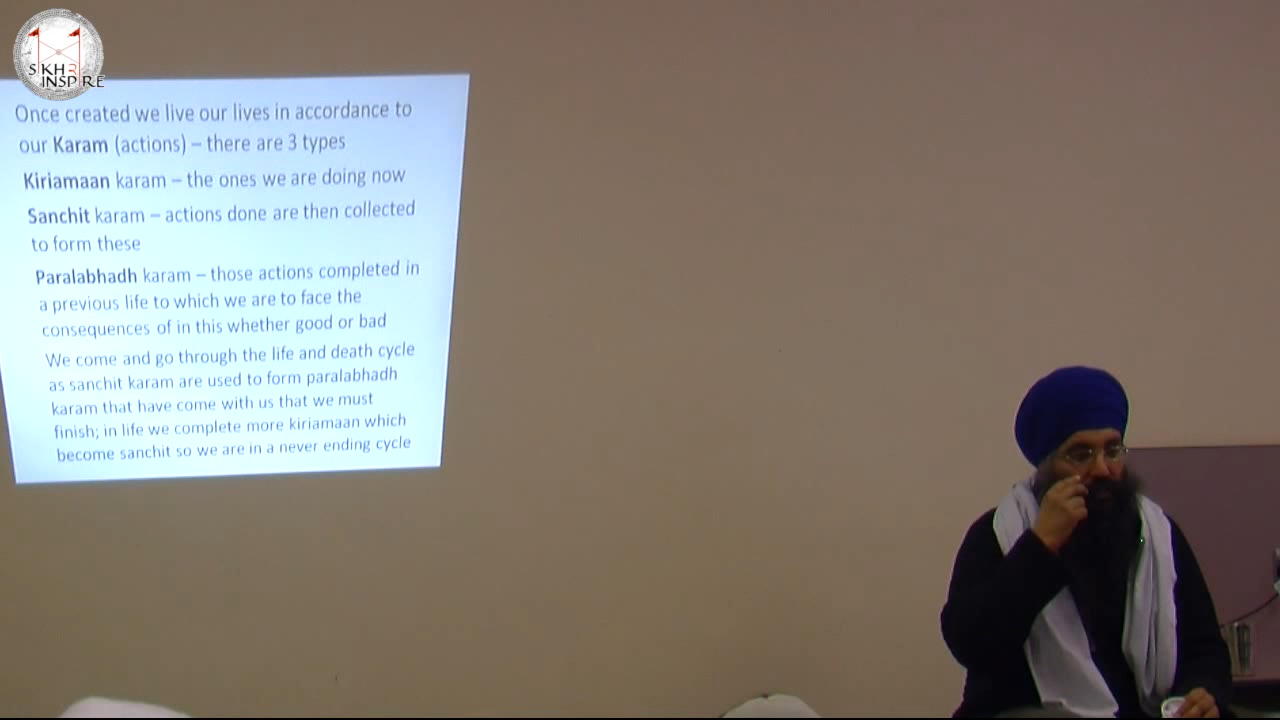 SIKH 2 INSPIRE
Once created we live our lives in accordance to
our Karam (actions) – there are 3 types
Kiriamaan karam – the ones we are doing now
Sanchit karam – actions done are then collected
to form these
Paralabhadh karam – those actions completed in
a previous life to which we are to face the
consequences of in this whether good or bad
We come and go through the life and death cycle
as sanchit karam are used to form paralabhadh
karam that have come with us that we must
finish; in life we complete more kiriamaan which
become sanchit so we are in a never ending cycle